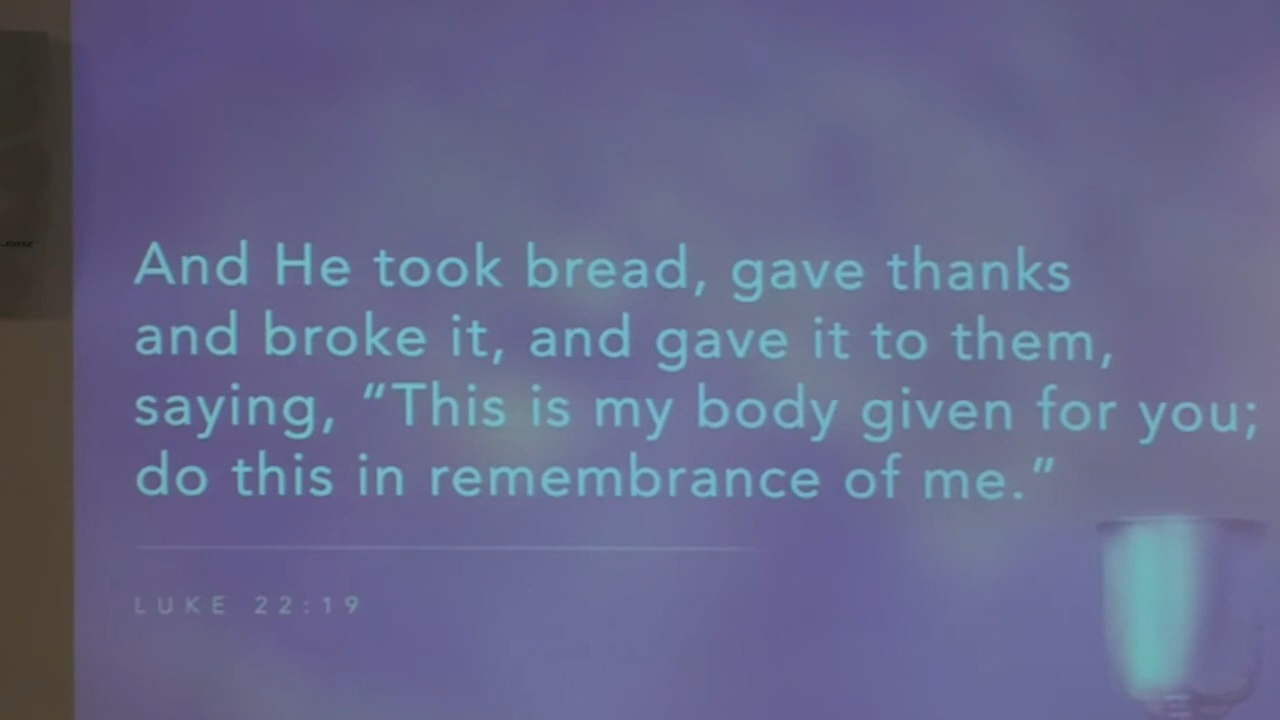 And He took bread, gave thanks
and broke it, and gave it to them,
saying, “This is my body given for you;
do this in remembrance of me.”
LUKE 22:19
BOSE